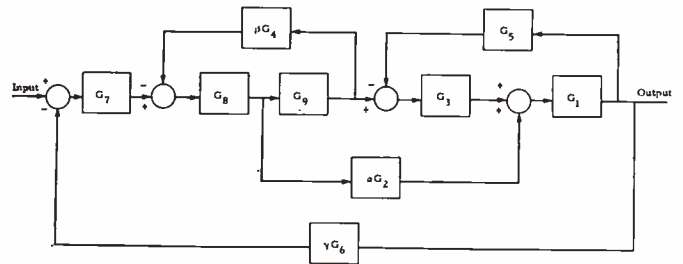 βG4
G5
Input
+
−
G7
−
+
G8
G9
−
+
G3
+
+
G1
Output
αG2
γG6